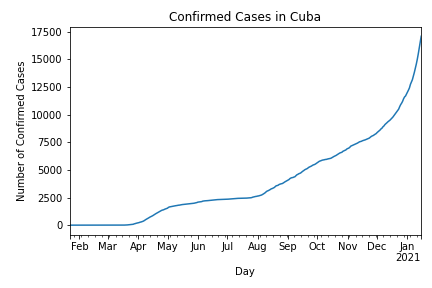 Confirmed Cases in Cuba
Number of Confirmed Cases
17500
15000
12500
10000
7500
5000
2500
0
Feb Mar Apr May Jun Jul Aug Sep Oct Nov Dec Jan
2021
Day